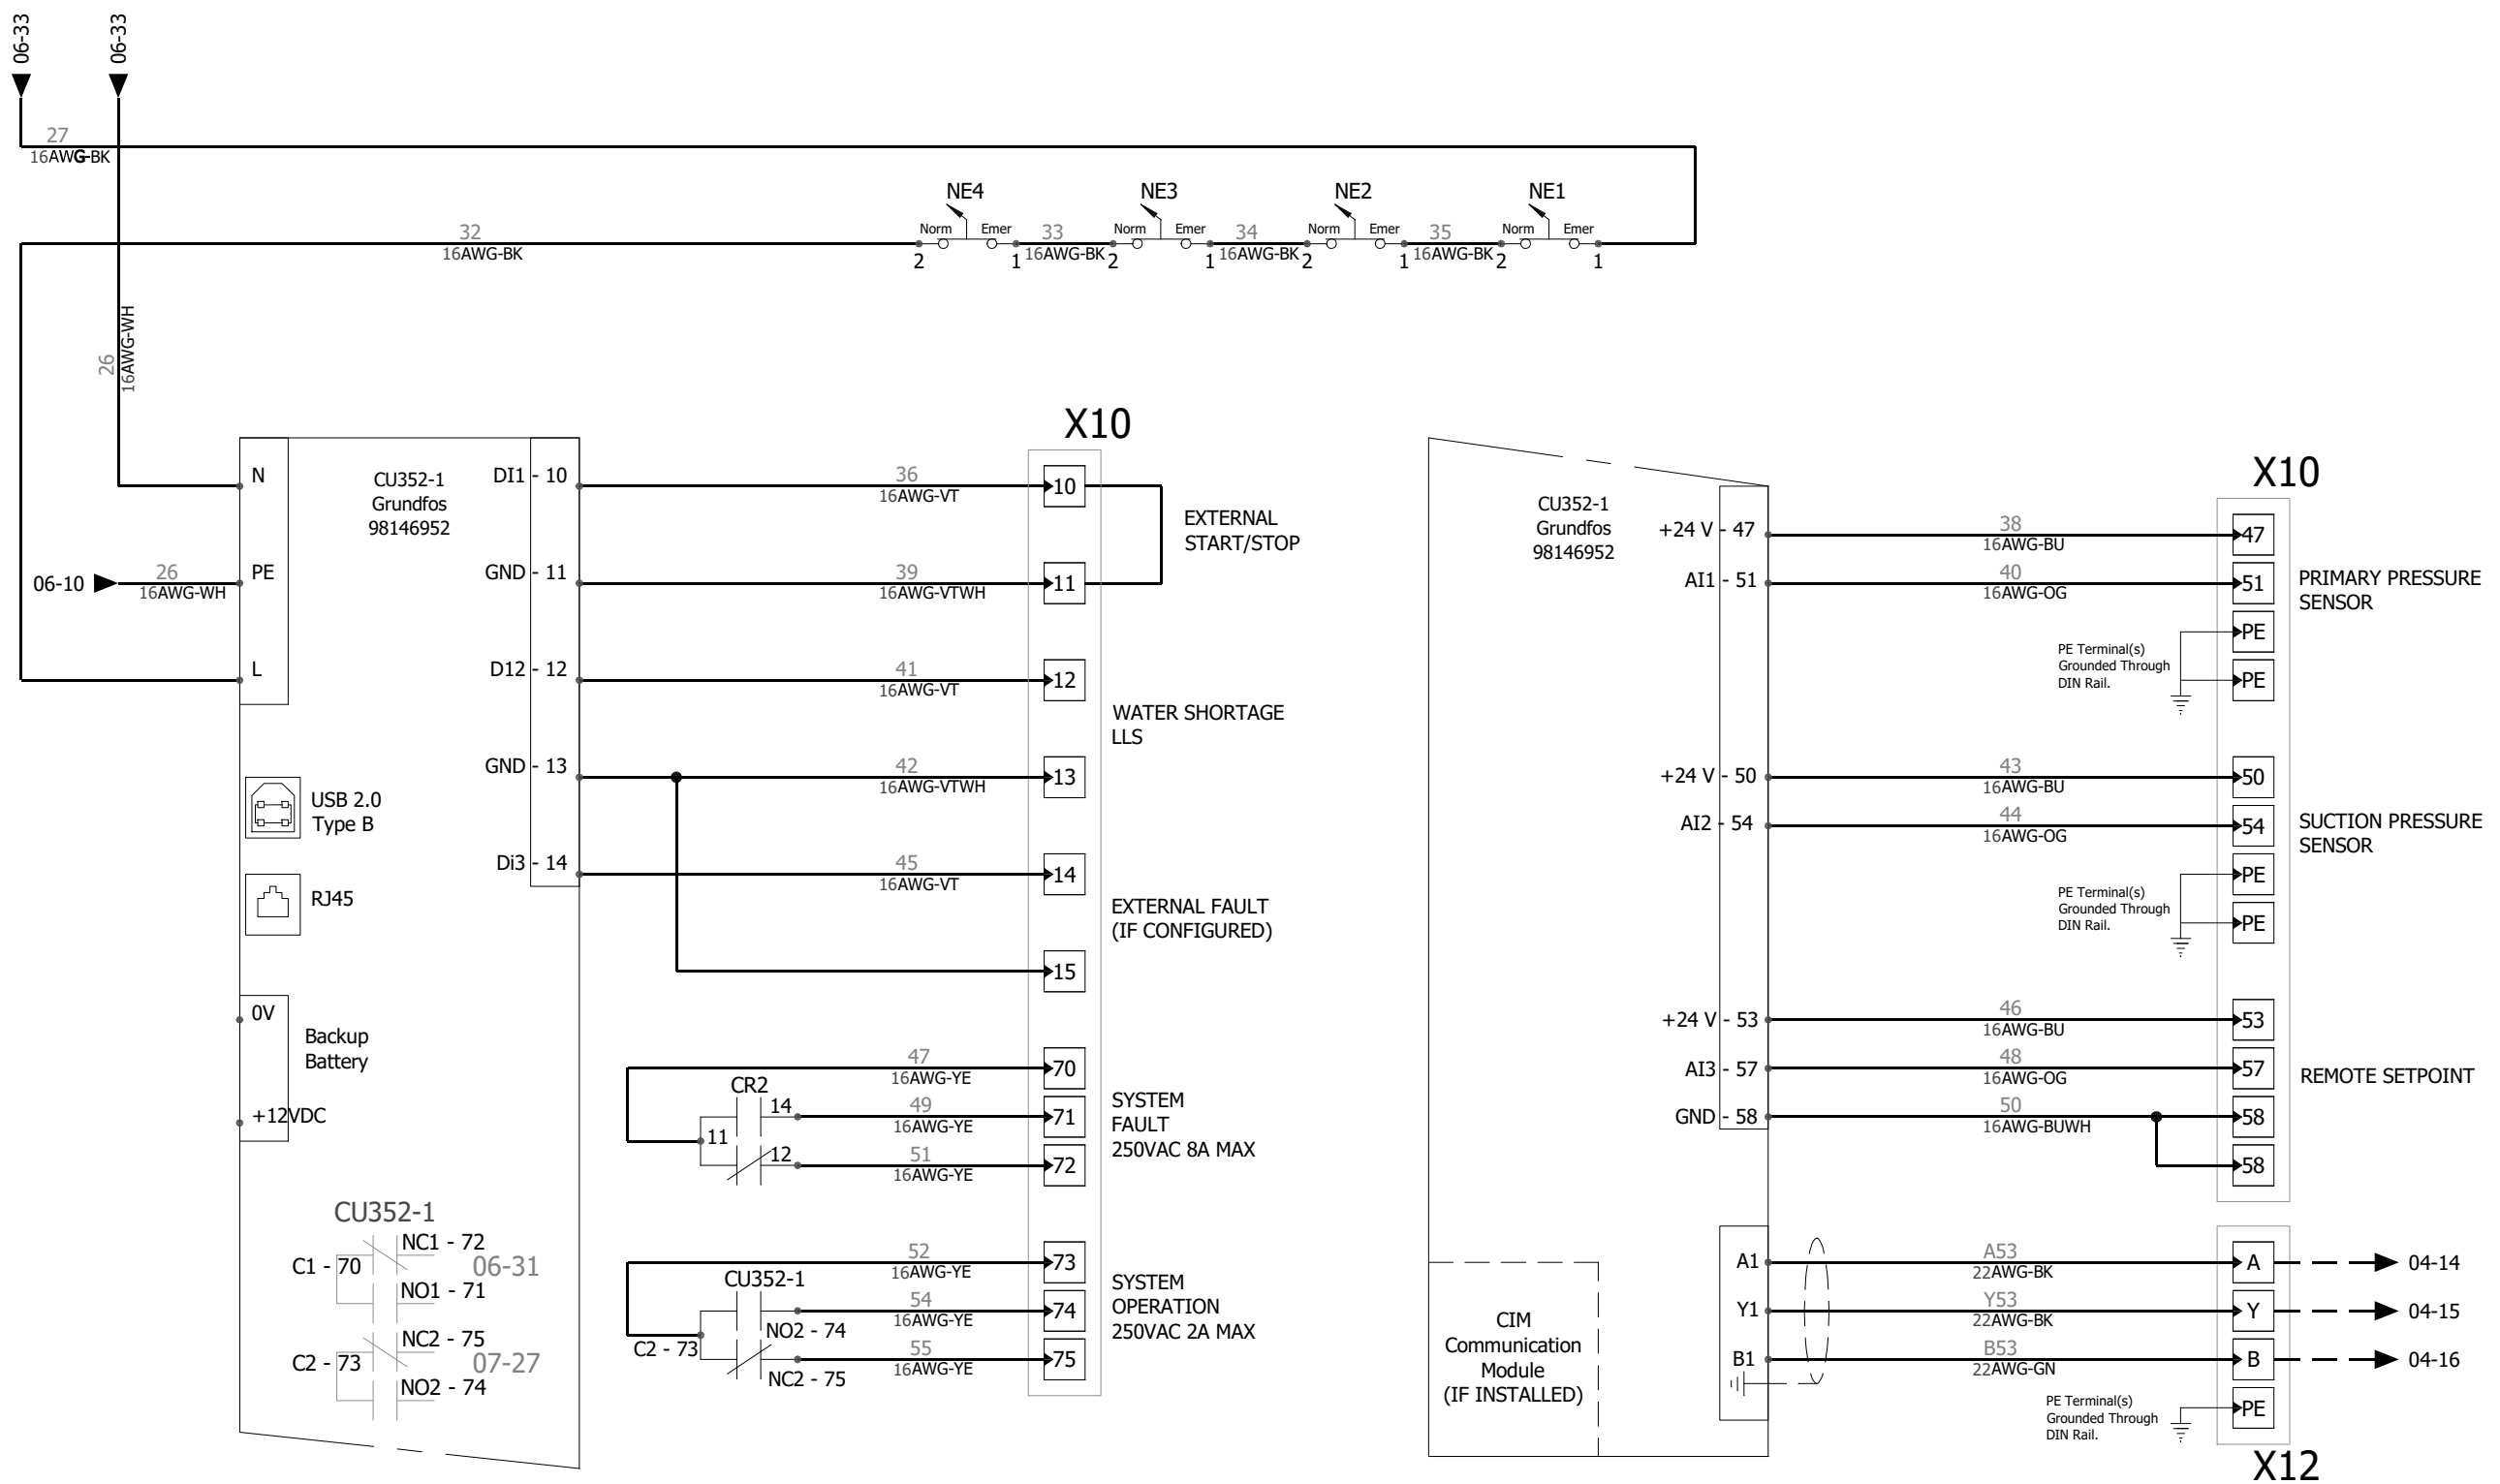 06-33
06-33
27
16AWG-BK
NE4
NE3
NE2
NE1
Norm
Emer
Norm
Emer
Norm
Emer
Norm
Emer
32
16AWG-BK
33
16AWG-BK
34
16AWG-BK
35
16AWG-BK
2
1
2
1
2
1
2
1
26
16AWG-WH
N
PE
L
06-10
26
16AWG-WH
CU352-1
Grundfos
98146952
USB 2.0
Type B
RJ45
0V
Backup
Battery
+12VDC
CU352-1
NC1 - 72
C1 - 70
06-31
NO1 - 71
NC2 - 75
C2 - 73
07-27
NO2 - 74
X10
DI1 - 10
36
16AWG-VT
10
EXTERNAL
START/STOP
GND - 11
39
16AWG-VTWH
11
D12 - 12
41
16AWG-VT
12
WATER SHORTAGE
LLS
GND - 13
42
16AWG-VTWH
13
Di3 - 14
45
16AWG-VT
14
EXTERNAL FAULT
(IF CONFIGURED)
15
47
16AWG-YE
70
CR2
14
49
16AWG-YE
71
11
12
51
16AWG-YE
72
SYSTEM
FAULT
250VAC 8A MAX
52
16AWG-YE
73
CU352-1
54
16AWG-YE
74
NO2 - 74
C2 - 73
55
16AWG-YE
75
NC2 - 75
SYSTEM
OPERATION
250VAC 2A MAX
CU352-1
Grundfos
98146952
X10
+24 V - 47
38
16AWG-BU
47
AI1 - 51
40
16AWG-OG
51
PRIMARY PRESSURE
SENSOR
PE
PE
PE Terminal(s)
Grounded Through
DIN Rail.
+24 V - 50
43
16AWG-BU
50
AI2 - 54
44
16AWG-OG
54
SUCTION PRESSURE
SENSOR
PE
PE
PE Terminal(s)
Grounded Through
DIN Rail.
+24 V - 53
46
16AWG-BU
53
AI3 - 57
48
16AWG-OG
57
REMOTE SETPOINT
GND - 58
50
16AWG-BUWH
58
58
CIM
Communication
Module
(IF INSTALLED)
A1
A53
22AWG-BK
A
04-14
Y1
Y53
22AWG-BK
Y
04-15
B1
B53
22AWG-GN
B
04-16
PE Terminal(s)
Grounded Through
DIN Rail.
PE
X12